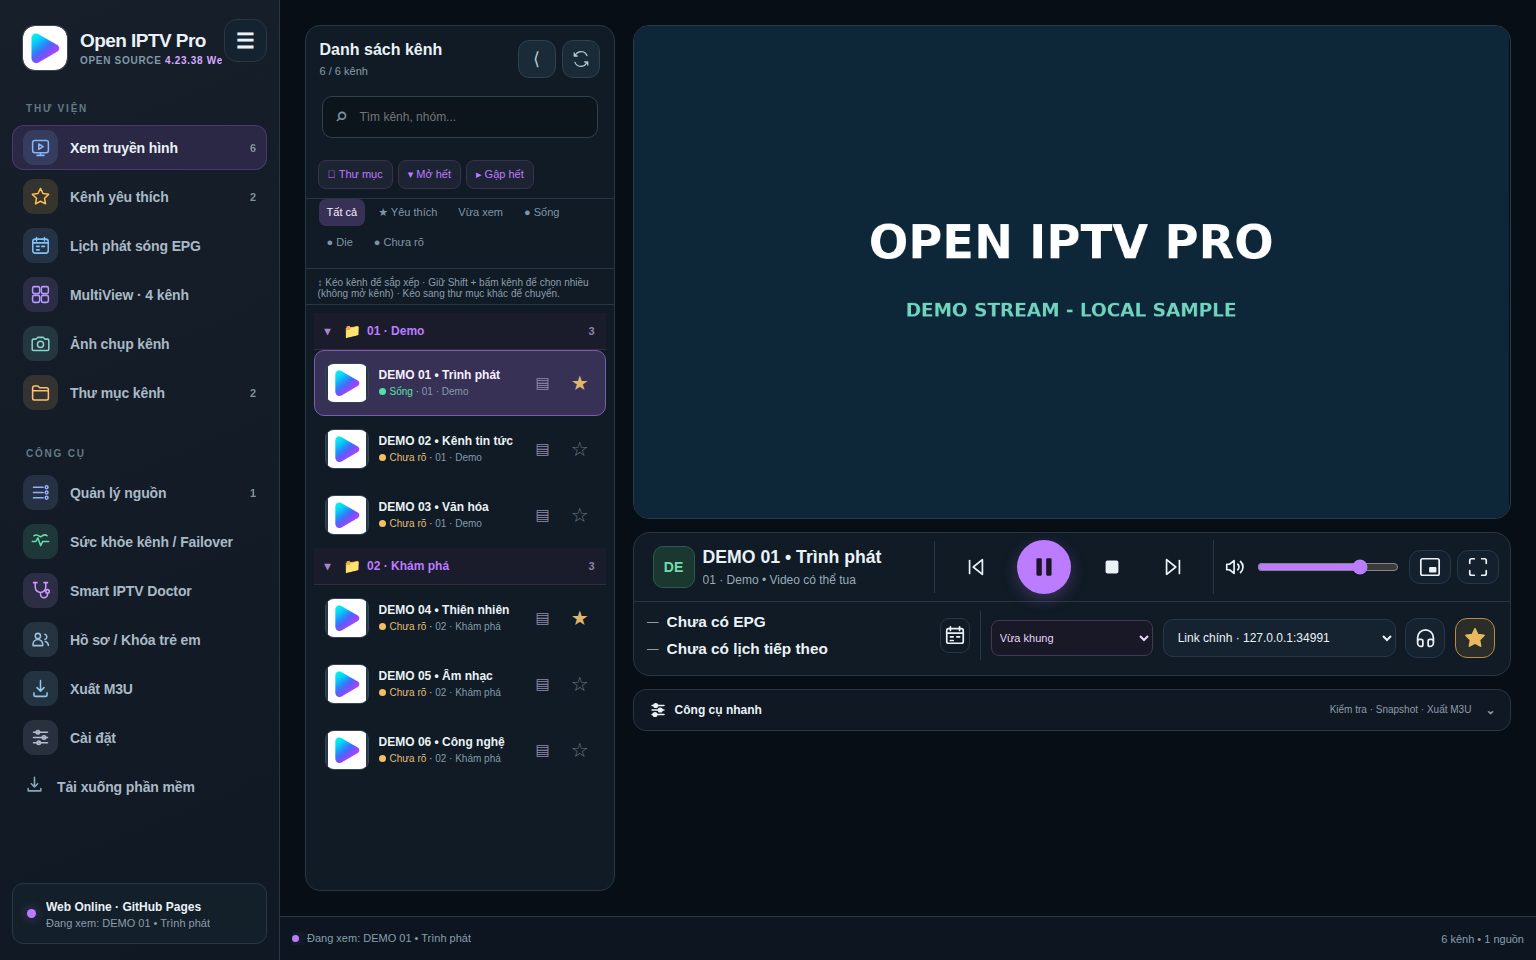 Open IPTV Pro
OPEN SOURCE 4.23.38 We
THƯ VIỆN
Xem truyền hình 6
Kênh yêu thích 2
Lịch phát sóng EPG
MultiView · 4 kênh
Ảnh chụp kênh
Thư mục kênh 2
CÔNG CỤ
Quản lý nguồn 1
Sức khỏe kênh / Failover
Smart IPTV Doctor
Hồ sơ / Khóa trẻ em
Xuất M3U
Cài đặt
Tải xuống phần mềm
Web Online · GitHub Pages
Đang xem: DEMO 01 • Trình phát
Danh sách kênh
6 / 6 kênh
Tìm kênh, nhóm...
Thư mục ▾ Mở hết ▸ Gập hết
Tất cả ★ Yêu thích Vừa xem ● Sống
● Die ● Chưa rõ
↕ Kéo kênh để sắp xếp · Giữ Shift + bấm kênh để chọn nhiều
(không mở kênh) · Kéo sang thư mục khác để chuyển.
▼ 📁 01 · Demo 3
DEMO 01 • Trình phát
Sống · 01 · Demo
DEMO 02 • Kênh tin tức
Chưa rõ · 01 · Demo
DEMO 03 • Văn hóa
Chưa rõ · 01 · Demo
▼ 📁 02 · Khám phá 3
DEMO 04 • Thiên nhiên
Chưa rõ · 02 · Khám phá
DEMO 05 • Âm nhạc
Chưa rõ · 02 · Khám phá
DEMO 06 • Công nghệ
Chưa rõ · 02 · Khám phá
OPEN IPTV PRO
DEMO STREAM - LOCAL SAMPLE
DE
DEMO 01 • Trình phát
01 · Demo • Video có thể tua
— Chưa có EPG
— Chưa có lịch tiếp theo
Vừa khung
Link chính · 127.0.0.1:34991
Công cụ nhanh
Kiểm tra · Snapshot · Xuất M3U
Đang xem: DEMO 01 • Trình phát
6 kênh • 1 nguồn